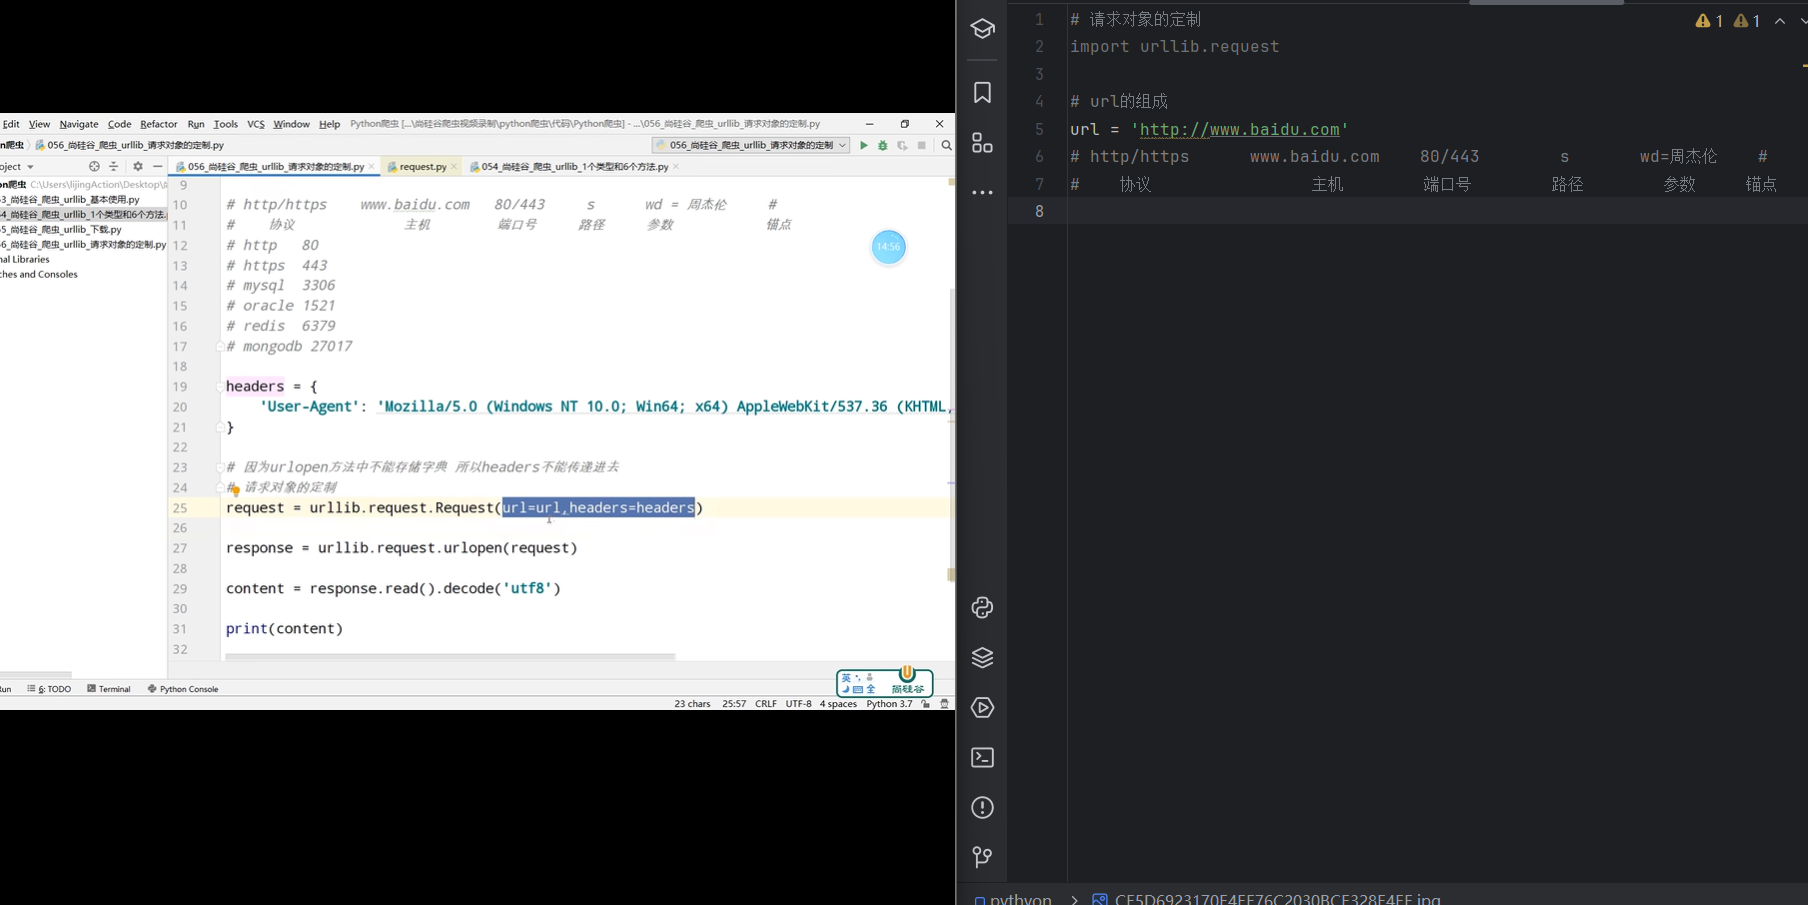 Edit View Navigate Code Refactor Run Tools VCS Window Help Python爬虫 [...\尚硅谷爬虫视频录制\python爬虫\代码\Python爬虫] - ...\056_尚硅谷_爬虫_urllib_请求对象的定制.py
056_尚硅谷_爬虫_urllib_请求对象的定制.py
056_尚硅谷_爬虫_urllib_请求对象的定制
056_尚硅谷_爬虫_urllib_请求对象的定制.py request.py 054_尚硅谷_爬虫_urllib_1个类型和6个方法.py
C:\Users\lijingAction\Desktop\
3_尚硅谷_爬虫_urllib_基本使用.py
4_尚硅谷_爬虫_urllib_1个类型和6个方法.
5_尚硅谷_爬虫_urllib_下载.py
6_尚硅谷_爬虫_urllib_请求对象的定制.py
nal Libraries
ches and Consoles
9
10 # http/https www.baidu.com 80/443 s wd = 周杰伦 #
11 # 协议 主机 端口号 路径 参数 锚点
12 # http 80
13 # https 443
14 # mysql 3306
15 # oracle 1521
16 # redis 6379
17 # mongodb 27017
18
19 headers = {
20 'User-Agent': 'Mozilla/5.0 (Windows NT 10.0; Win64; x64) AppleWebKit/537.36 (KHTML,
21 }
22
23 # 因为urlopen方法中不能存储字典 所以headers不能传递进去
24 # 请求对象的定制
25 request = urllib.request.Request(url=url,headers=headers)
26
27 response = urllib.request.urlopen(request)
28
29 content = response.read().decode('utf8')
30
31 print(content)
32
14:56
英 全 尚硅谷
Run 6: TODO Terminal Python Console
23 chars 25:57 CRLF UTF-8 4 spaces Python 3.7
1 # 请求对象的定制
2 import urllib.request
3
4 # url的组成
5 url = 'http://www.baidu.com'
6 # http/https www.baidu.com 80/443 s wd=周杰伦 #
7 # 协议 主机 端口号 路径 参数 锚点
8
1 1
pythyon